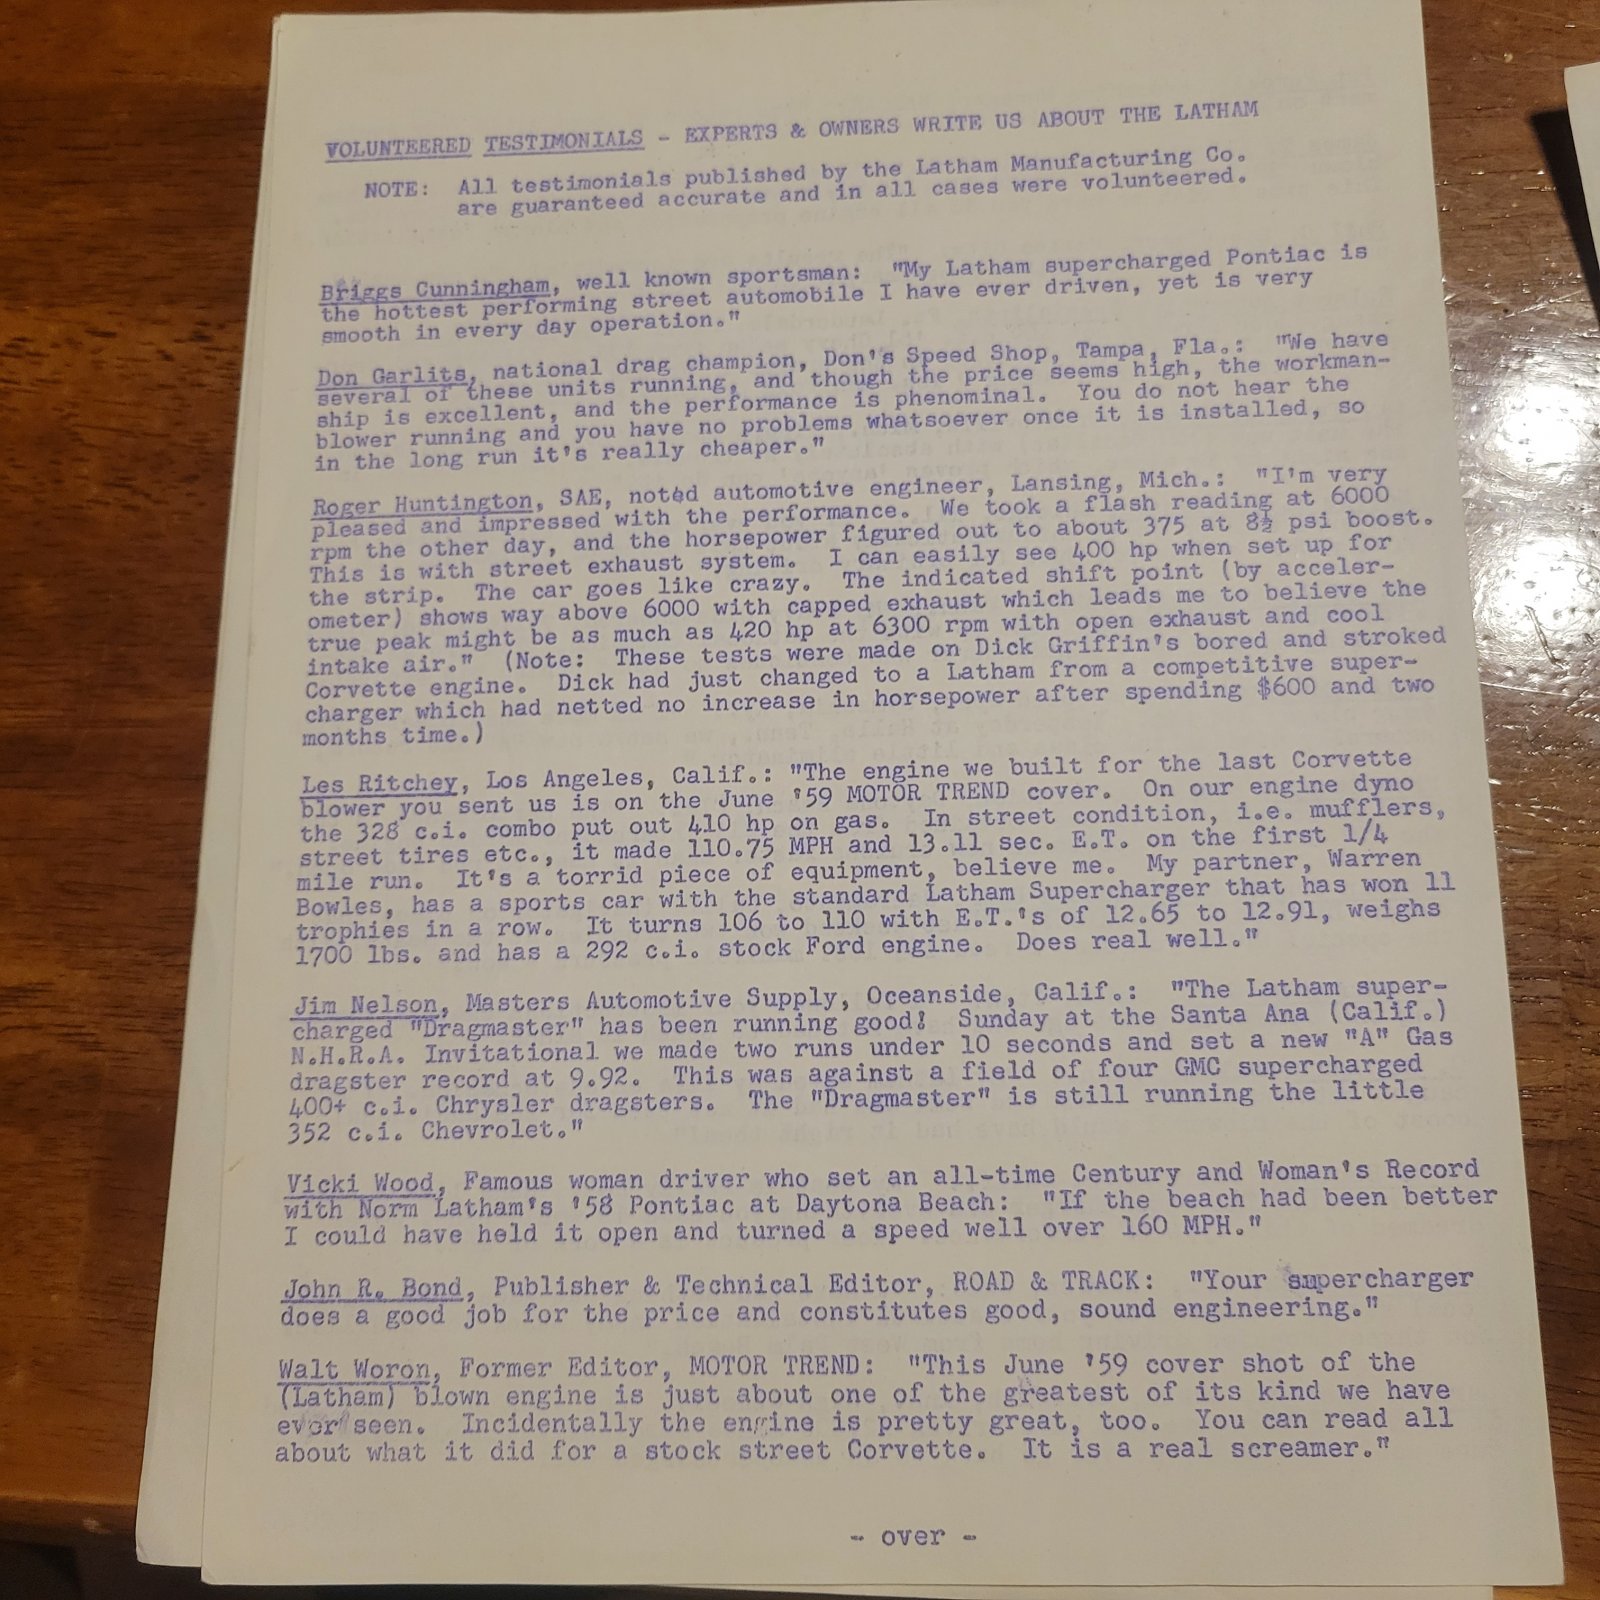 VOLUNTEERED TESTIMONIALS - EXPERTS & OWNERS WRITE US ABOUT THE LATHAM
NOTE: All testimonials published by the Latham Manufacturing Co.
are guaranteed accurate and in all cases were volunteered.
Briggs Cunningham, well known sportsman: "My Latham supercharged Pontiac is
the hottest performing street automobile I have ever driven, yet is very
smooth in every day operation."
Don Garlits, national drag champion, Don's Speed Shop, Tampa, Fla.: "We have
several of these units running, and though the price seems high, the workman-
ship is excellent, and the performance is phenominal. You do not hear the
blower running and you have no problems whatsoever once it is installed, so
in the long run it's really cheaper."
Roger Huntington, SAE, noted automotive engineer, Lansing, Mich.: "I'm very
pleased and impressed with the performance. We took a flash reading at 6000
rpm the other day, and the horsepower figured out to about 375 at 8½ psi boost.
This is with street exhaust system. I can easily see 400 hp when set up for
the strip. The car goes like crazy. The indicated shift point (by acceler-
ometer) shows way above 6000 with capped exhaust which leads me to believe the
true peak might be as much as 420 hp at 6300 rpm with open exhaust and cool
intake air." (Note: These tests were made on Dick Griffin's bored and stroked
Corvette engine. Dick had just changed to a Latham from a competitive super-
charger which had netted no increase in horsepower after spending $600 and two
months time.)
Les Ritchey, Los Angeles, Calif.: "The engine we built for the last Corvette
blower you sent us is on the June '59 MOTOR TREND cover. On our engine dyno
the 328 c.i. combo put out 410 hp on gas. In street condition, i.e. mufflers,
street tires etc., it made 110.75 MPH and 13.11 sec. E.T. on the first 1/4
mile run. It's a torrid piece of equipment, believe me. My partner, Warren
Bowles, has a sports car with the standard Latham Supercharger that has won 11
trophies in a row. It turns 106 to 110 with E.T.'s of 12.65 to 12.91, weighs
1700 lbs. and has a 292 c.i. stock Ford engine. Does real well."
Jim Nelson, Masters Automotive Supply, Oceanside, Calif.: "The Latham super-
charged "Dragmaster" has been running good! Sunday at the Santa Ana (Calif.)
N.H.R.A. Invitational we made two runs under 10 seconds and set a new "A" Gas
dragster record at 9.92. This was against a field of four GMC supercharged
400+ c.i. Chrysler dragsters. The "Dragmaster" is still running the little
352 c.i. Chevrolet."
Vicki Wood, Famous woman driver who set an all-time Century and Woman's Record
with Norm Latham's '58 Pontiac at Daytona Beach: "If the beach had been better
I could have held it open and turned a speed well over 160 MPH."
John R. Bond, Publisher & Technical Editor, ROAD & TRACK: "Your supercharger
does a good job for the price and constitutes good, sound engineering."
Walt Woron, Former Editor, MOTOR TREND: "This June '59 cover shot of the
(Latham) blown engine is just about one of the greatest of its kind we have
ever seen. Incidentally the engine is pretty great, too. You can read all
about what it did for a stock street Corvette. It is a real screamer."
- over -